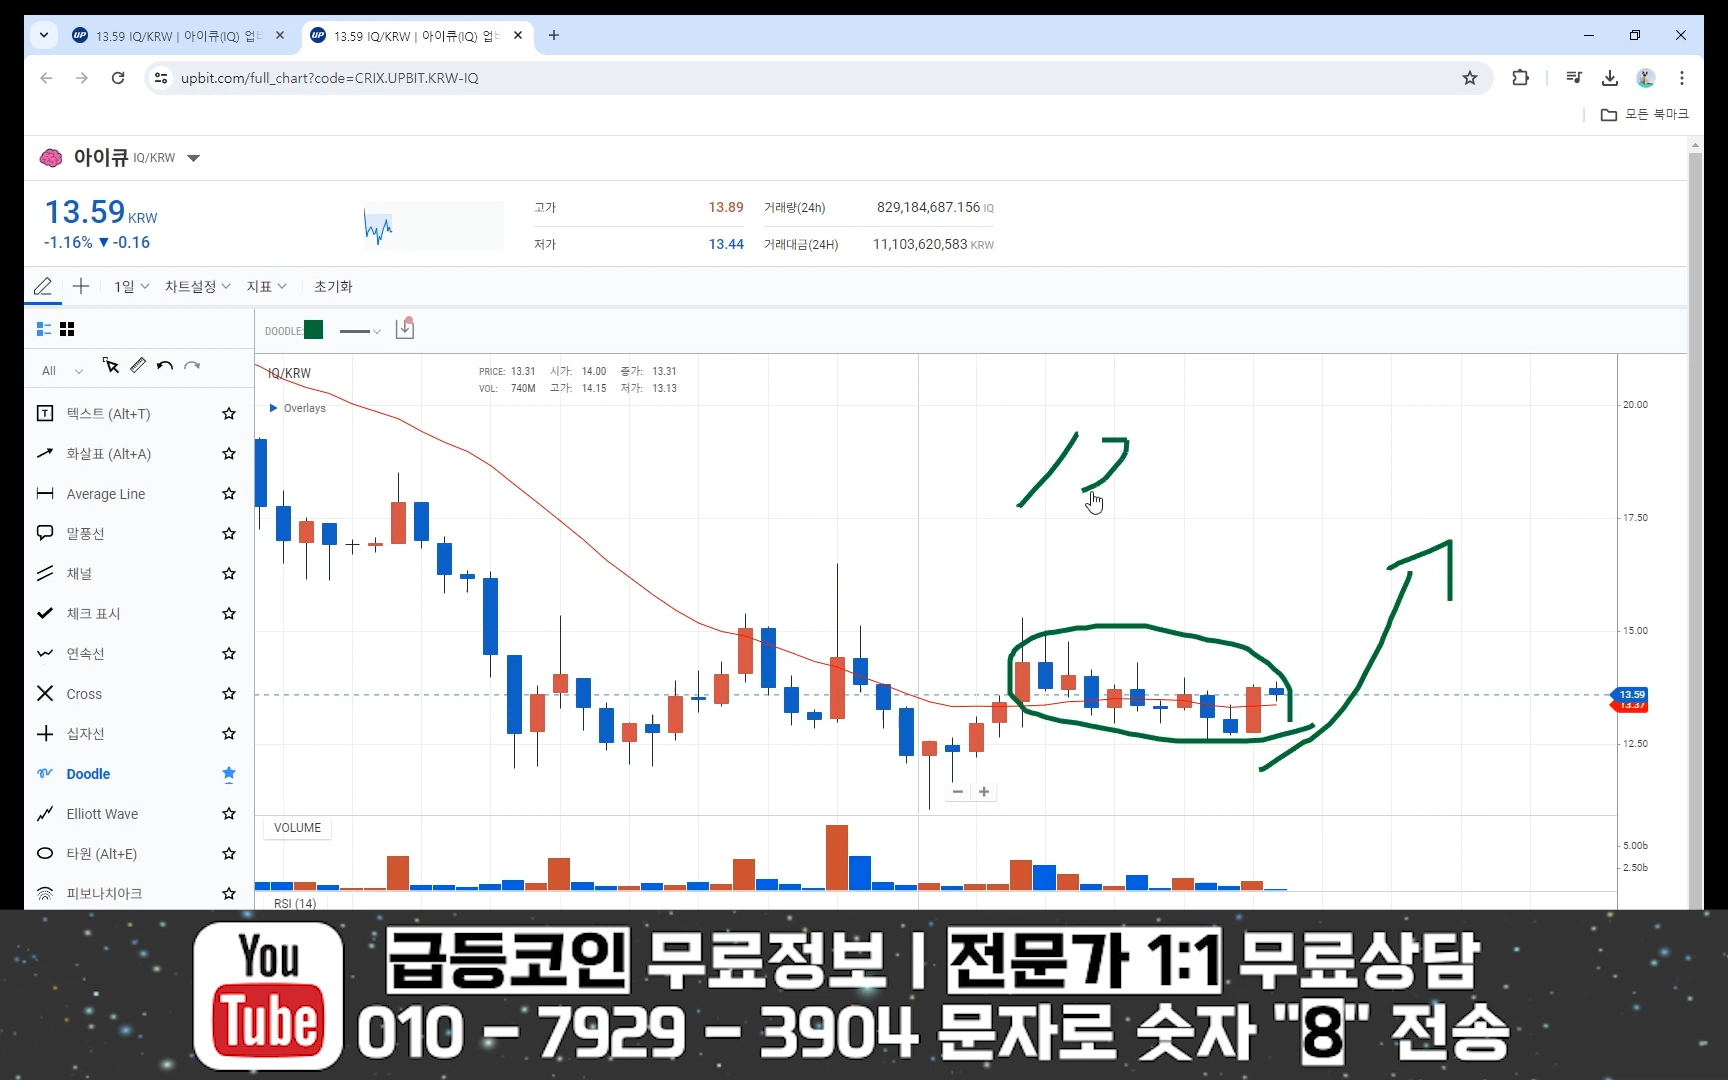 13.59 IQ/KRW | 아이큐(IQ) 업비
13.59 IQ/KRW | 아이큐(IQ) 업비
upbit.com/full_chart?code=CRIX.UPBIT.KRW-IQ
모든 북마크
아이큐 IQ/KRW
13.59 KRW
-1.16% ▼ -0.16
고가 13.89 거래량(24h) 829,184,687.156 IQ
저가 13.44 거래대금(24H) 11,103,620,583 KRW
1일 차트설정 지표 초기화
DOODLE:
All
IQ/KRW
PRICE: 13.31 시가: 14.00 종가: 13.31
VOL: 740M 고가: 14.15 저가: 13.13
Overlays
텍스트 (Alt+T)
화살표 (Alt+A)
Average Line
말풍선
채널
체크 표시
연속선
Cross
십자선
Doodle
Elliott Wave
타원 (Alt+E)
피보나치아크
20.00
17.50
15.00
13.59
13.37
12.50
VOLUME
5.00b
2.50b
RSI (14)
You Tube
급등코인 무료정보 | 전문가 1:1 무료상담
010 - 7929 - 3904 문자로 숫자 "8" 전송